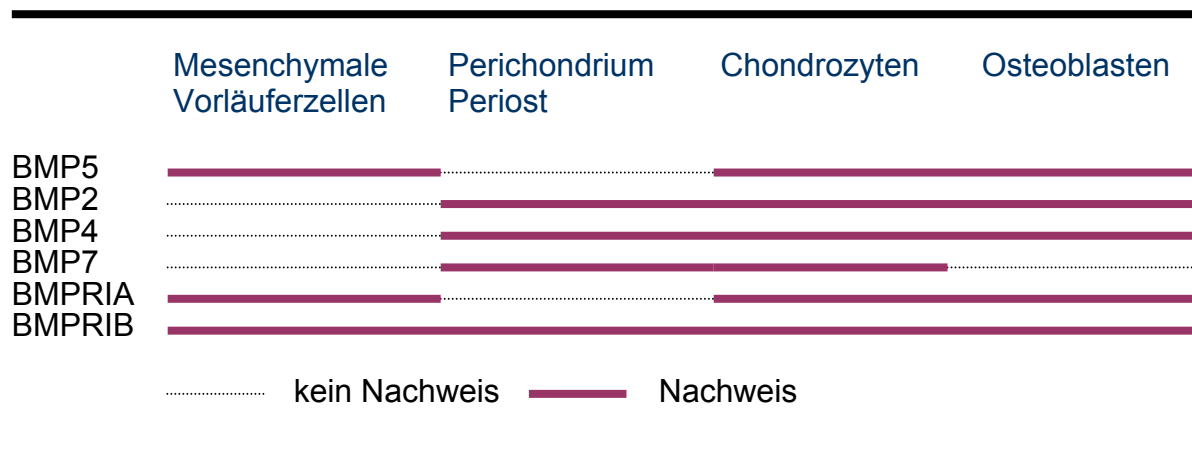 Mesenchymale Vorläuferzellen
Perichondrium Periost
Chondrozyten
Osteoblasten
BMP5
BMP2
BMP4
BMP7
BMPRIA
BMPRIB
kein Nachweis
Nachweis